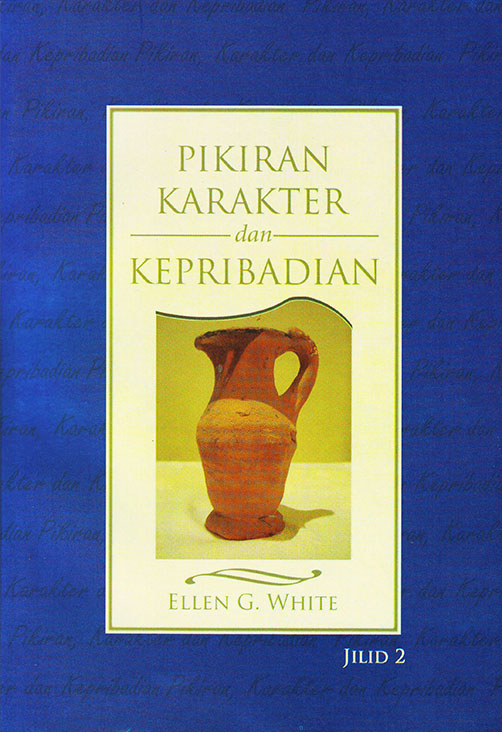 PIKIRAN
KARAKTER
dan
KEPRIBADIAN
ELLEN G. WHITE
JILID 2